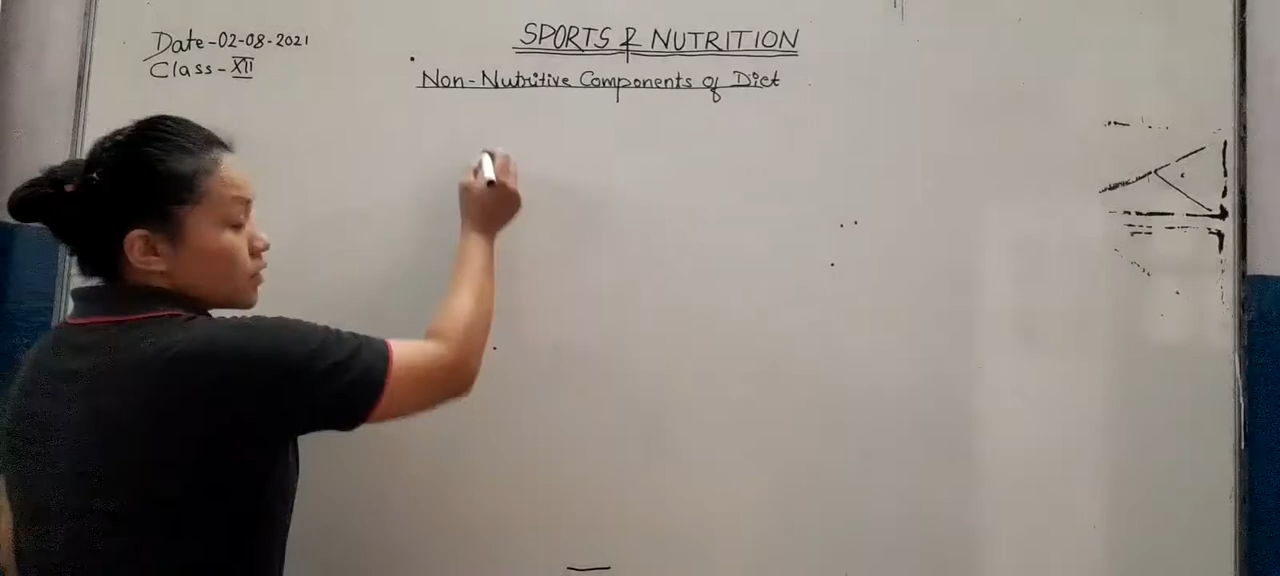 Date-02-08-2021
Class-XII
SPORTS & NUTRITION
Non-Nutritive Components of Diet